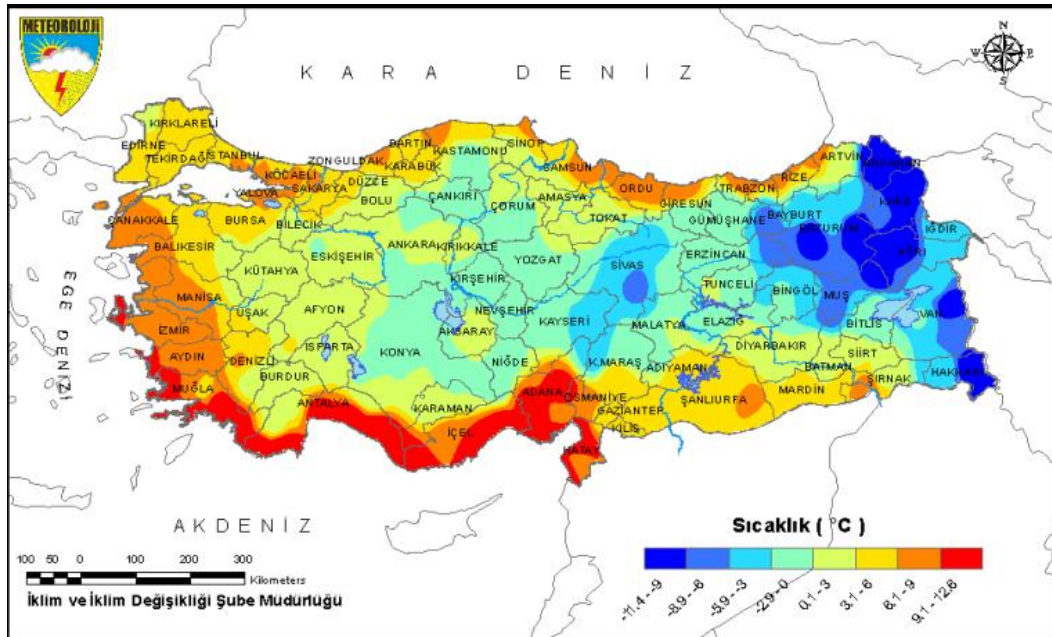 METEOROLOJİ
N
W E
S
KARA DENİZ
KIRKLARELİ
EDİRNE
TEKİRDAĞ
İSTANBUL
KOCAELİ
YALOVA
SAKARYA
DÜZCE
ZONGULDAK
BARTIN
KARABÜK
KASTAMONU
SİNOP
SAMSUN
ORDU
GİRESUN
TRABZON
RİZE
ARTVİN
KARS
IĞDIR
AĞRI
ERZURUM
BAYBURT
GÜMÜŞHANE
TOKAT
AMASYA
ÇORUM
ÇANKIRI
BOLU
BİLECİK
BURSA
ÇANAKKALE
BALIKESİR
KÜTAHYA
ESKİŞEHİR
ANKARA
KIRIKKALE
YOZGAT
SİVAS
ERZİNCAN
TUNCELİ
BİNGÖL
MUŞ
BİTLİS
VAN
HAKKARİ
ŞIRNAK
SİİRT
BATMAN
DİYARBAKIR
ELAZIĞ
MALATYA
KAYSERİ
NEVŞEHİR
KIRŞEHİR
AKSARAY
KONYA
AFYON
UŞAK
MANİSA
İZMİR
AYDIN
DENİZLİ
ISPARTA
BURDUR
MUĞLA
ANTALYA
KARAMAN
NİĞDE
İÇEL
ADANA
OSMANİYE
K.MARAŞ
ADIYAMAN
GAZİANTEP
KİLİS
ŞANLIURFA
MARDİN
HATAY
EGE DENİZİ
AKDENİZ
100 50 0 100 200 300
Kilometers
İklim ve İklim Değişikliği Şube Müdürlüğü
Sıcaklık ( °C )
-11.4 - -9
-8.9 - -6
-5.9 - -3
-2.9 - 0
0.1 - 3
3.1 - 6
6.1 - 9
9.1 - 12.6